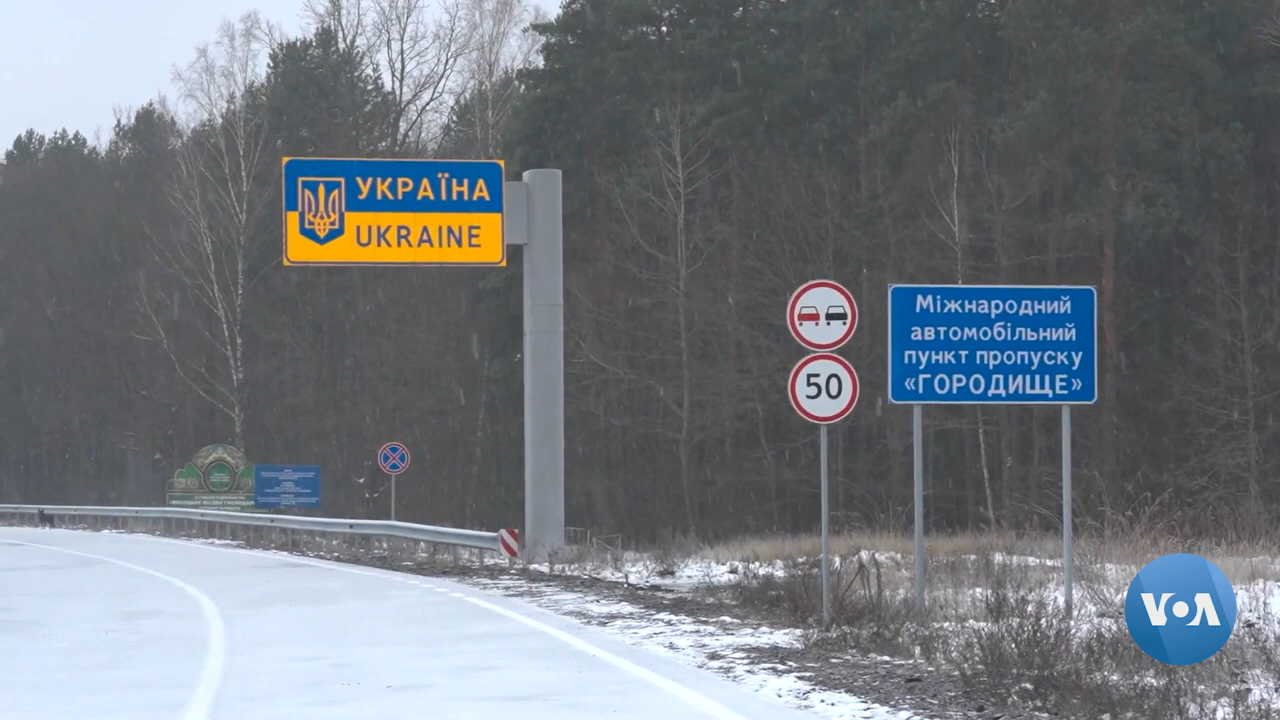 УКРАЇНА
UKRAINE
50
Міжнародний
автомобільний
пункт пропуску
«ГОРОДИЩЕ»
VOA